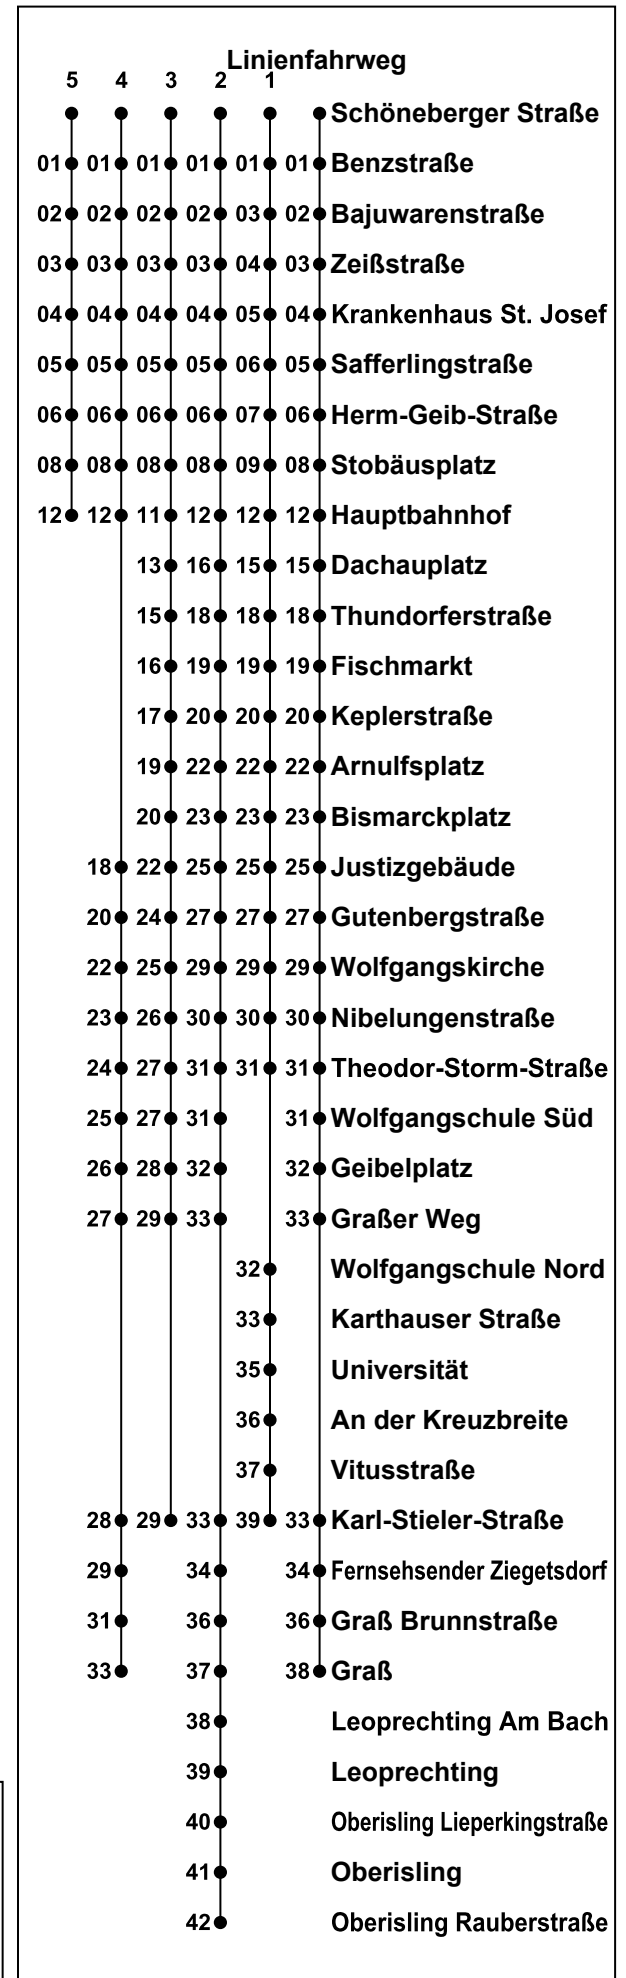 Linienfahrweg
5 4 3 2 1
Schöneberger Straße
01 01 01 01 01 01 Benzstraße
02 02 02 02 03 02 Bajuwarenstraße
03 03 03 03 04 03 Zeißstraße
04 04 04 04 05 04 Krankenhaus St. Josef
05 05 05 05 06 05 Safferlingstraße
06 06 06 06 07 06 Herm-Geib-Straße
08 08 08 08 09 08 Stobäusplatz
12 12 11 12 12 12 Hauptbahnhof
13 16 15 15 Dachauplatz
15 18 18 18 Thundorferstraße
16 19 19 19 Fischmarkt
17 20 20 20 Keplerstraße
19 22 22 22 Arnulfsplatz
20 23 23 23 Bismarckplatz
18 22 25 25 25 Justizgebäude
20 24 27 27 27 Gutenbergstraße
22 25 29 29 29 Wolfgangskirche
23 26 30 30 30 Nibelungenstraße
24 27 31 31 31 Theodor-Storm-Straße
25 27 31 31 Wolfgangschule Süd
26 28 32 32 Geibelplatz
27 29 33 33 Graßer Weg
32 Wolfgangschule Nord
33 Karthauser Straße
35 Universität
36 An der Kreuzbreite
37 Vitusstraße
28 29 33 39 33 Karl-Stieler-Straße
29 34 34 Fernsehsender Ziegetsdorf
31 36 36 Graß Brunnstraße
33 37 38 Graß
38 Leoprechting Am Bach
39 Leoprechting
40 Oberisling Lieperkingstraße
41 Oberisling
42 Oberisling Rauberstraße